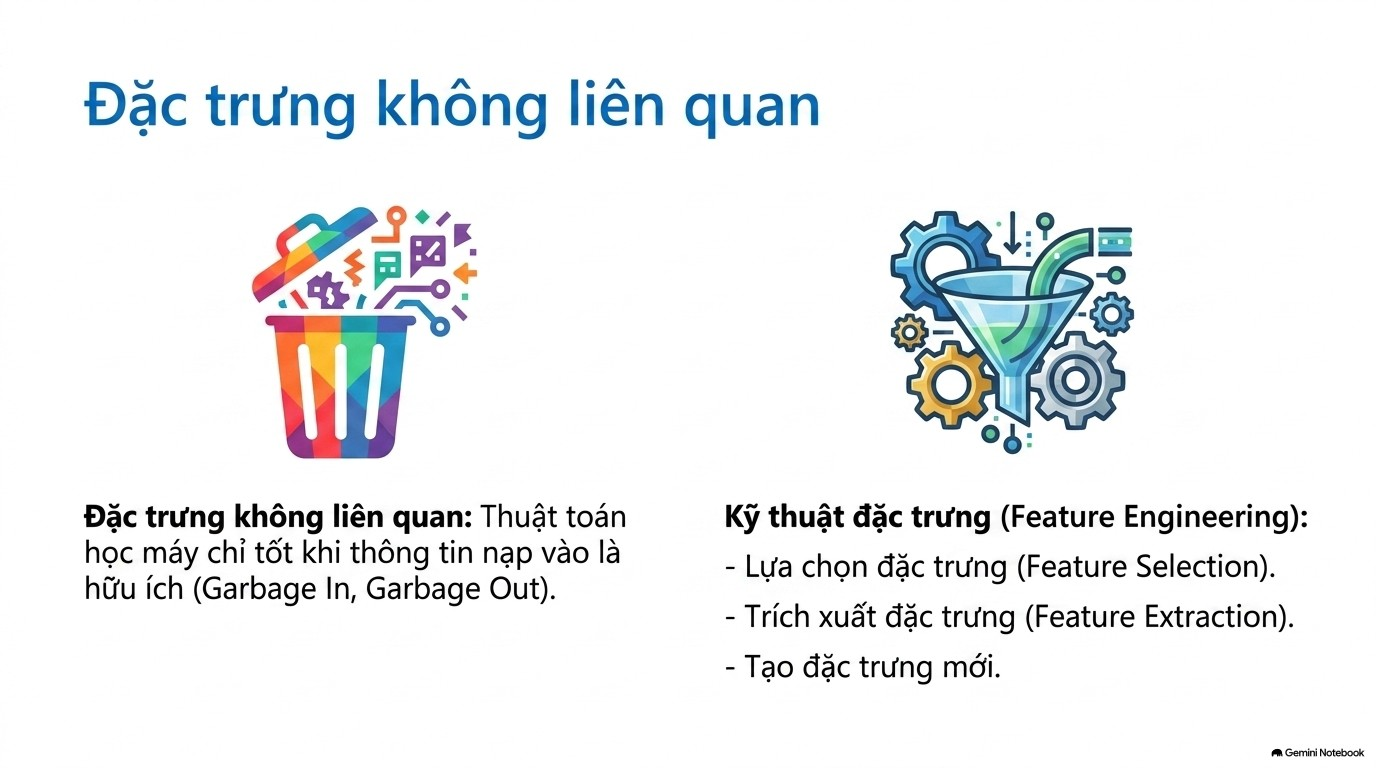 Đặc trưng không liên quan
Đặc trưng không liên quan: Thuật toán
học máy chỉ tốt khi thông tin nạp vào là
hữu ích (Garbage In, Garbage Out).
Kỹ thuật đặc trưng (Feature Engineering):
- Lựa chọn đặc trưng (Feature Selection).
- Trích xuất đặc trưng (Feature Extraction).
- Tạo đặc trưng mới.
Gemini Notebook